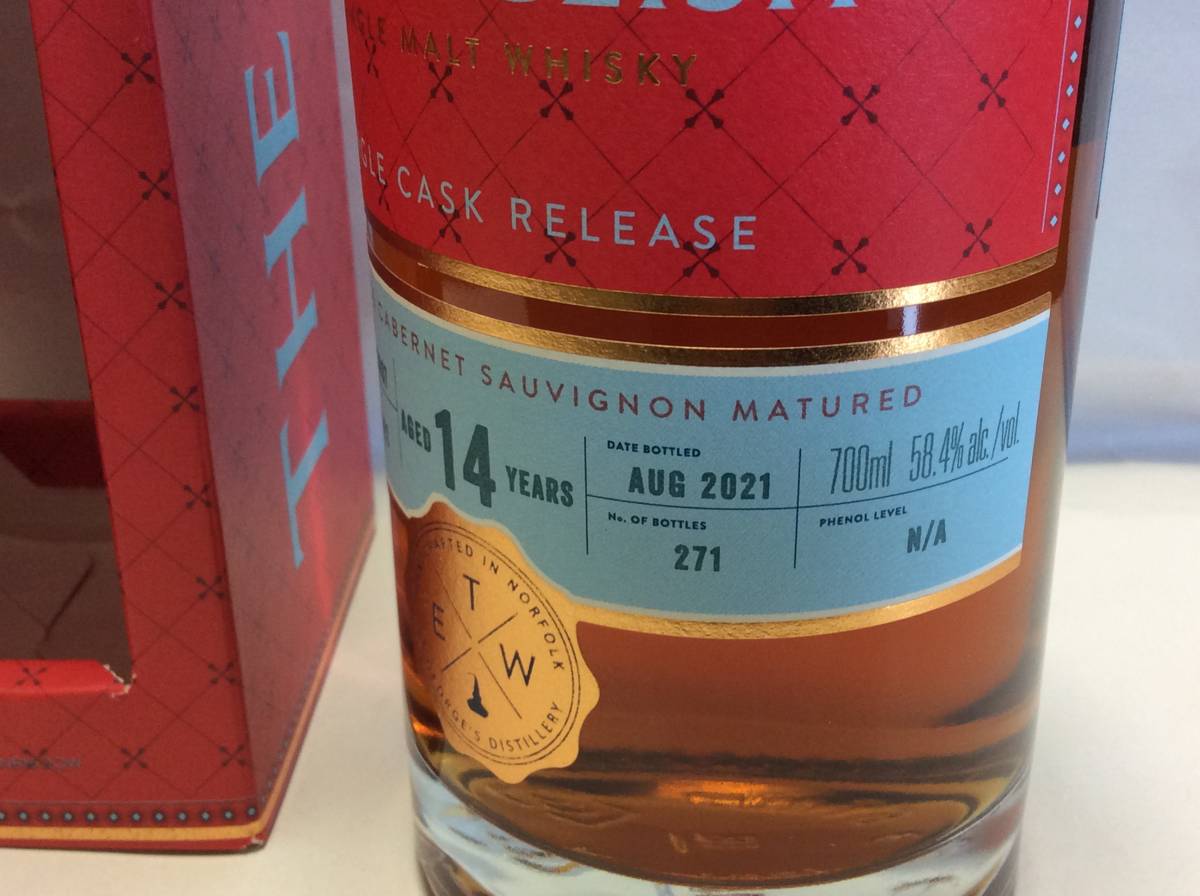 THE
MALT WHISKY
CASK RELEASE
CABERNET SAUVIGNON MATURED
AGED 14 YEARS
DATE BOTTLED
AUG 2021
No. OF BOTTLES
271
700ml 58.4% alc./vol.
PHENOL LEVEL
N/A
IN NORFOLK
T
E W
DISTILLERY